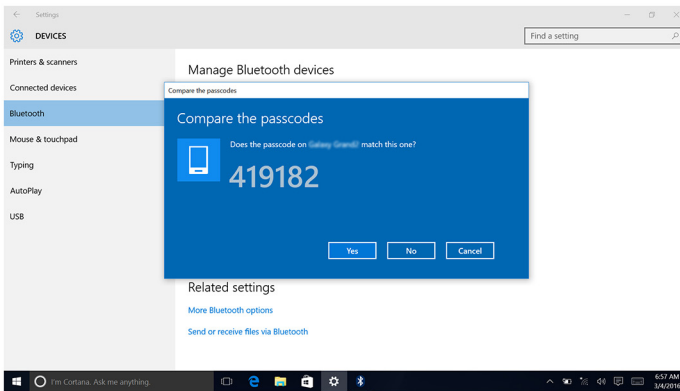 Settings
DEVICES
Find a setting
Printers & scanners
Connected devices
Bluetooth
Mouse & touchpad
Typing
AutoPlay
USB
Manage Bluetooth devices
Compare the passcodes
Compare the passcodes
Does the passcode on Galaxy Grand2 match this one?
419182
Yes No Cancel
Related settings
More Bluetooth options
Send or receive files via Bluetooth
I'm Cortana. Ask me anything.
6:57 AM
3/4/2016